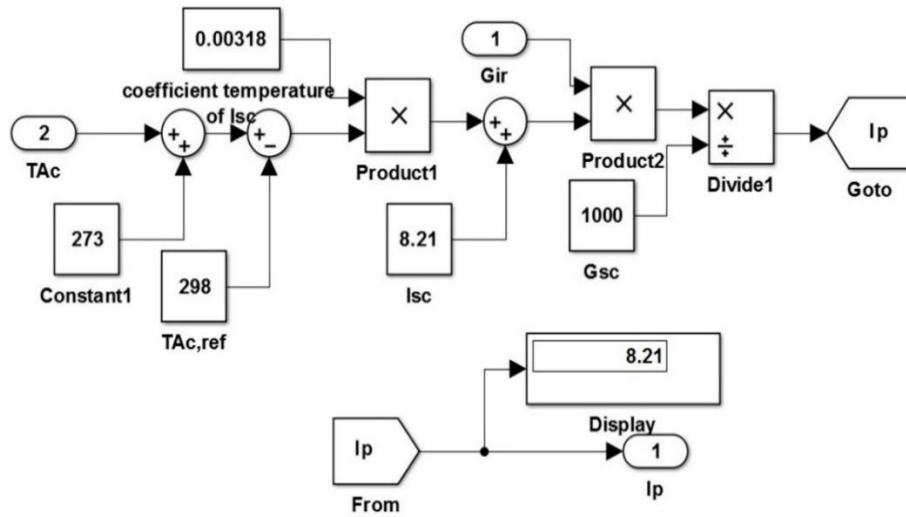 0.00318
coefficient temperature
of Isc
2
TAc
+
+
+
−
×
Product1
1
Gir
+
+
×
Product2
×
÷
Divide1
Ip
Goto
273
Constant1
298
TAc,ref
8.21
Isc
1000
Gsc
8.21
Display
Ip
From
1
Ip